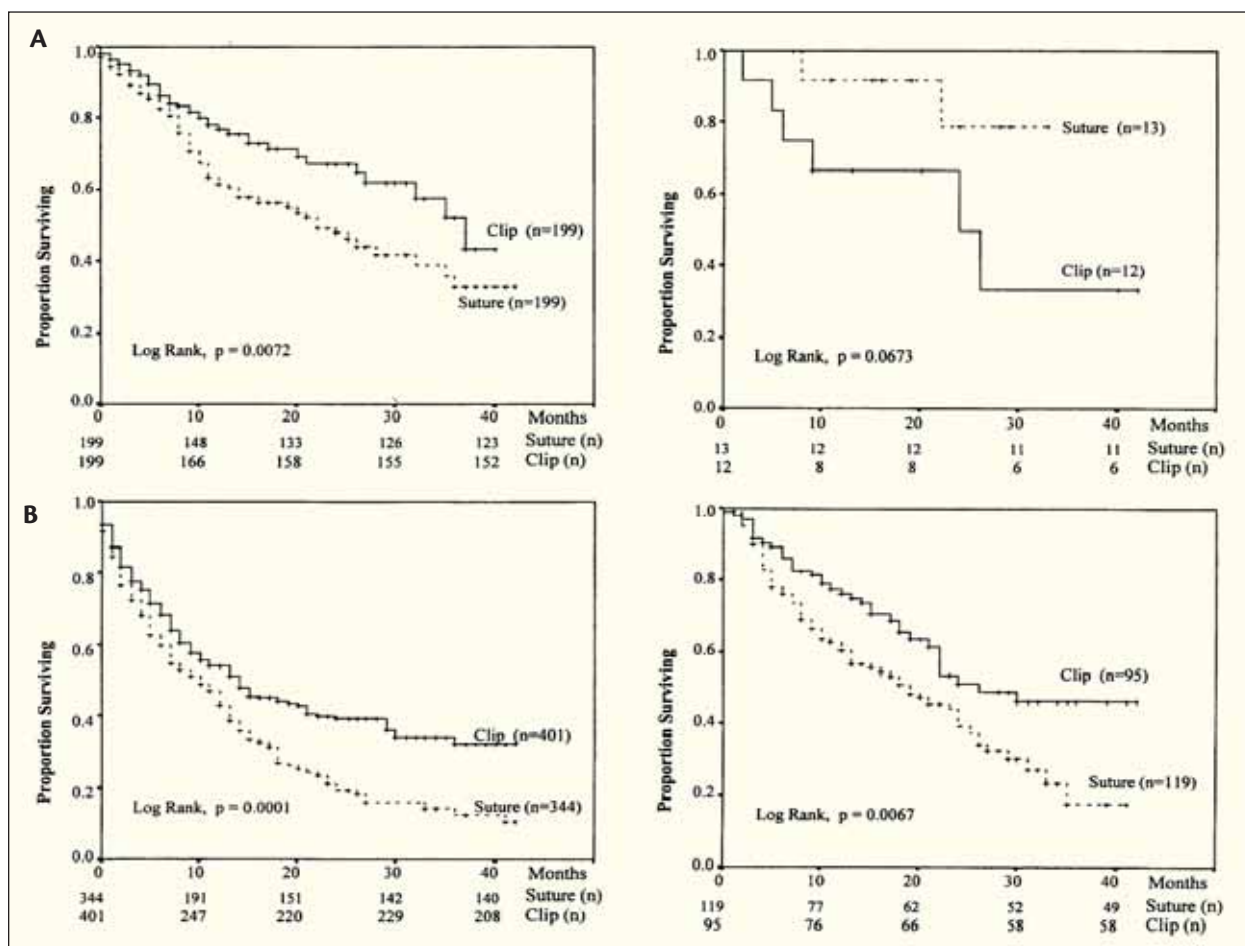 A
1.0
0.8
0.6
0.4
0.2
0.0
Proportion Surviving
Clip (n=199)
Suture (n=199)
Log Rank, p = 0.0072
0 10 20 30 40 Months
199 148 133 126 123 Suture (n)
199 166 158 155 152 Clip (n)
1.0
0.8
0.6
0.4
0.2
0.0
Proportion Surviving
Suture (n=13)
Clip (n=12)
Log Rank, p = 0.0673
0 10 20 30 40 Months
13 12 12 11 11 Suture (n)
12 8 8 6 6 Clip (n)
B
1.0
0.8
0.6
0.4
0.2
0.0
Proportion Surviving
Clip (n=401)
Suture (n=344)
Log Rank, p = 0.0001
0 10 20 30 40 Months
344 191 151 142 140 Suture (n)
401 247 220 229 208 Clip (n)
1.0
0.8
0.6
0.4
0.2
0.0
Proportion Surviving
Clip (n=95)
Suture (n=119)
Log Rank, p = 0.0067
0 10 20 30 40 Months
119 77 62 52 49 Suture (n)
95 76 66 58 58 Clip (n)